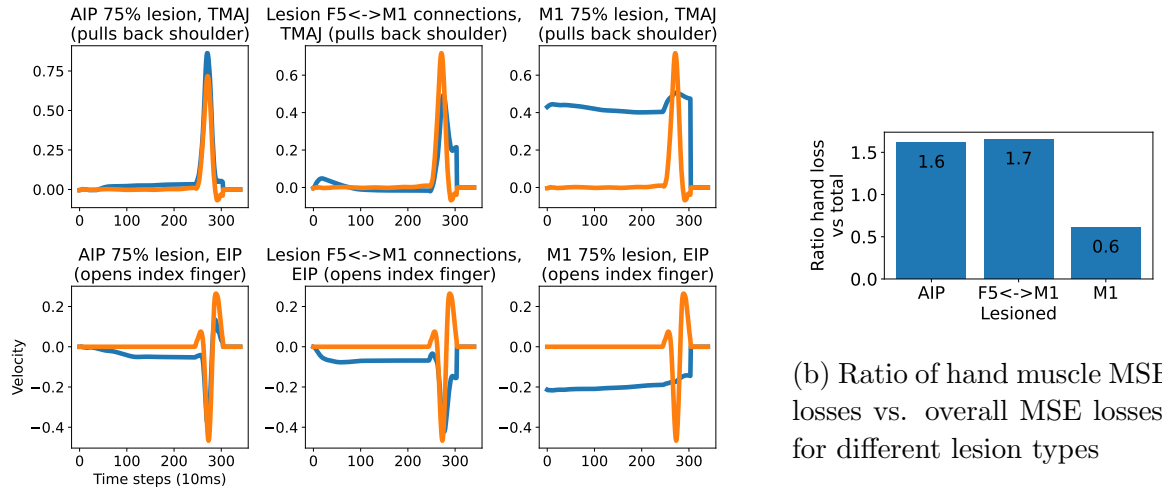 AIP 75% lesion, TMAJ
(pulls back shoulder)
0.75
0.50
0.25
0.00
0
100
200
300
Lesion F5<->M1 connections,
TMAJ (pulls back shoulder)
0.6
0.4
0.2
0.0
0
100
200
300
M1 75% lesion, TMAJ
(pulls back shoulder)
0.6
0.4
0.2
0.0
0
100
200
300
AIP 75% lesion, EIP
(opens index finger)
Velocity
0.2
0.0
−0.2
−0.4
0
100
200
300
Time steps (10ms)
Lesion F5<->M1 connections,
EIP (opens index finger)
0.2
0.0
−0.2
−0.4
0
100
200
300
M1 75% lesion, EIP
(opens index finger)
0.2
0.0
−0.2
−0.4
0
100
200
300
Ratio hand loss
vs total
1.5
1.0
0.5
0.0
1.6
1.7
0.6
AIP
F5<->M1
M1
Lesioned
(b) Ratio of hand muscle MSE
losses vs. overall MSE losses
for different lesion types